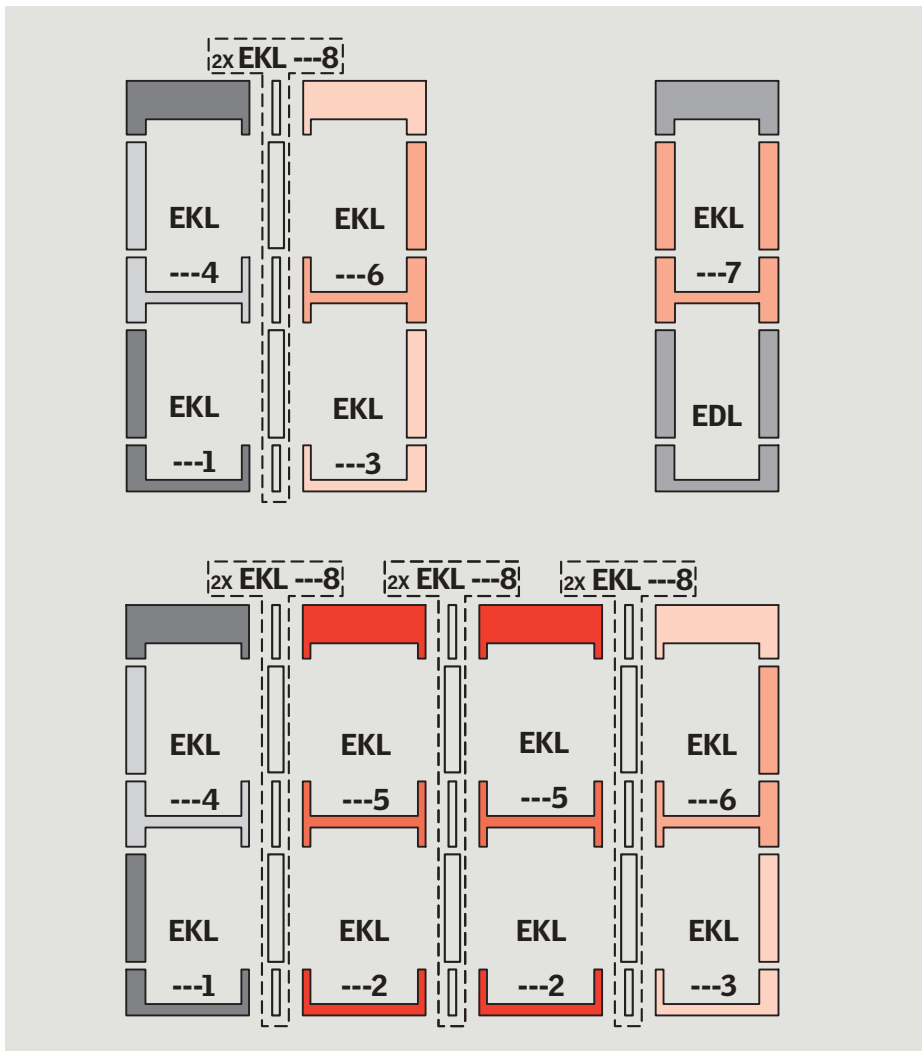 2X EKL ---8
EKL
---4
EKL
---6
EKL
---7
EKL
---1
EKL
---3
EDL
2X EKL ---8
2X EKL ---8
2X EKL ---8
EKL
---4
EKL
---5
EKL
---5
EKL
---6
EKL
---1
EKL
---2
EKL
---2
EKL
---3